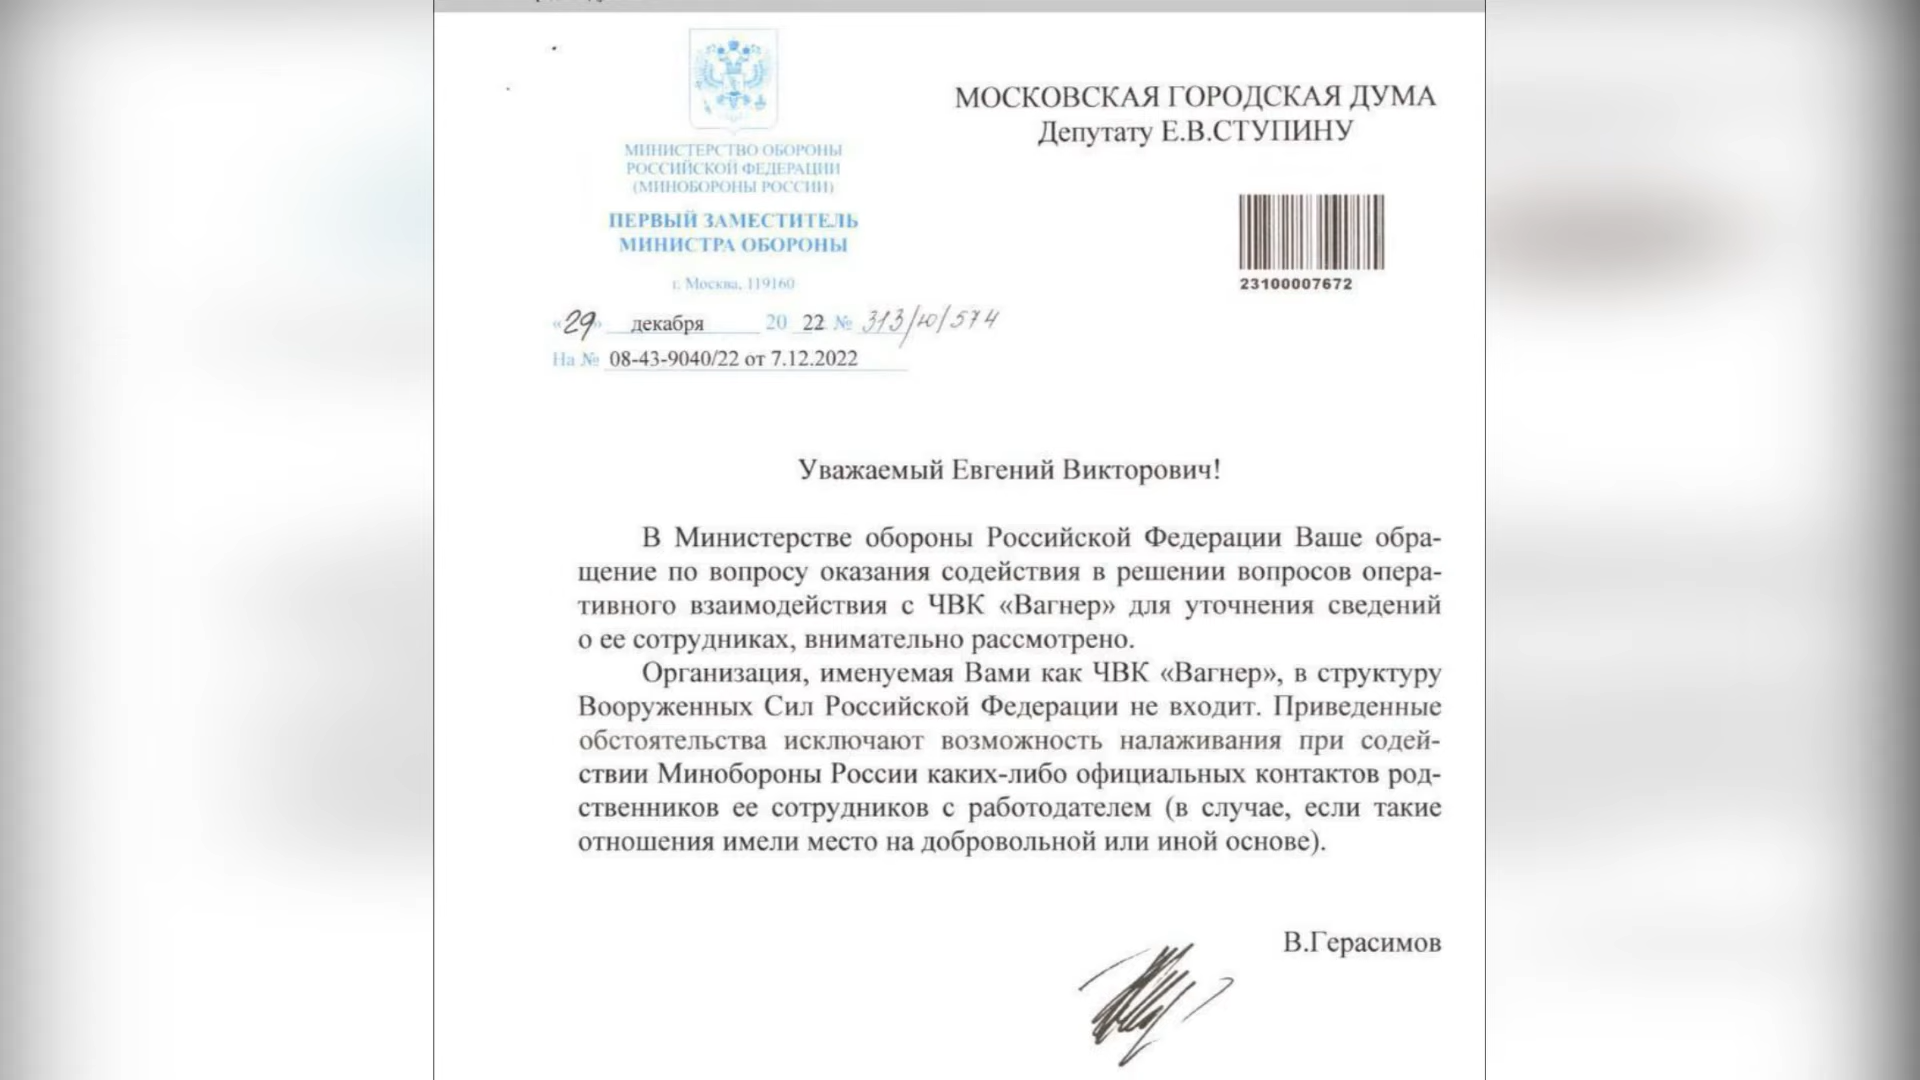 МИНИСТЕРСТВО ОБОРОНЫ
РОССИЙСКОЙ ФЕДЕРАЦИИ
(МИНОБОРОНЫ РОССИИ)
ПЕРВЫЙ ЗАМЕСТИТЕЛЬ
МИНИСТРА ОБОРОНЫ
г. Москва, 119160
«29» декабря 20 22 № 313/10/574
На № 08-43-9040/22 от 7.12.2022
МОСКОВСКАЯ ГОРОДСКАЯ ДУМА
Депутату Е.В.СТУПИНУ
23100007672
Уважаемый Евгений Викторович!
В Министерстве обороны Российской Федерации Ваше обра-
щение по вопросу оказания содействия в решении вопросов опера-
тивного взаимодействия с ЧВК «Вагнер» для уточнения сведений
о ее сотрудниках, внимательно рассмотрено.
Организация, именуемая Вами как ЧВК «Вагнер», в структуру
Вооруженных Сил Российской Федерации не входит. Приведенные
обстоятельства исключают возможность налаживания при содей-
ствии Минобороны России каких-либо официальных контактов род-
ственников ее сотрудников с работодателем (в случае, если такие
отношения имели место на добровольной или иной основе).
В.Герасимов